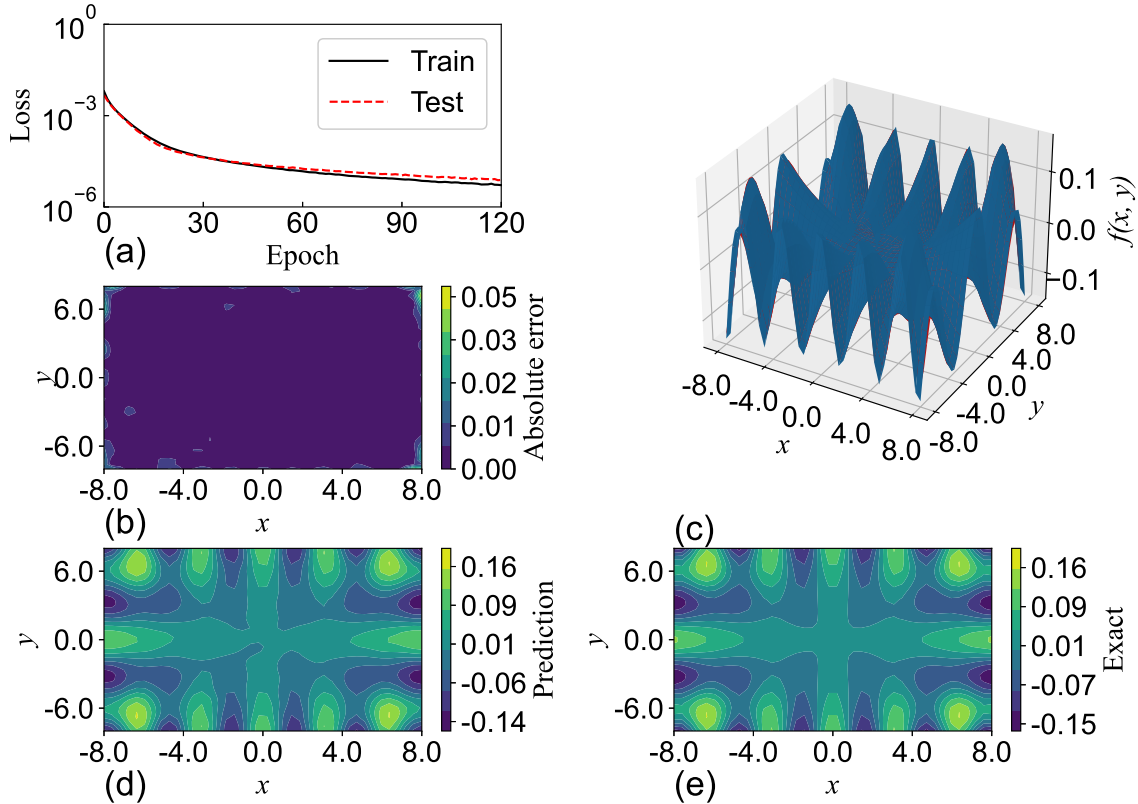 10⁰
10⁻³
10⁻⁶
Loss
Train
Test
0 30 60 90 120
Epoch
(a)
6.0
0.0
-6.0
y
-8.0 -4.0 0.0 4.0 8.0
x
(b)
0.05
0.03
0.02
0.01
0.00
Absolute error
0.1
0.0
-0.1
f(x, y)
-8.0 -4.0 0.0 4.0 8.0
x
-8.0 -4.0 0.0 4.0 8.0
y
(c)
6.0
0.0
-6.0
y
-8.0 -4.0 0.0 4.0 8.0
x
(d)
0.16
0.09
0.01
-0.06
-0.14
Prediction
6.0
0.0
-6.0
y
-8.0 -4.0 0.0 4.0 8.0
x
(e)
0.16
0.09
0.01
-0.07
-0.15
Exact